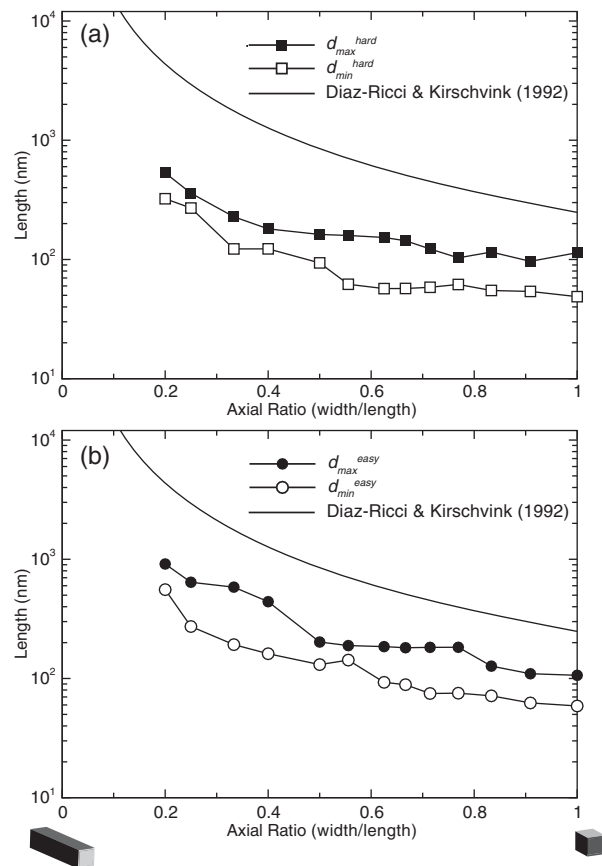 (a)
d_max^hard
d_min^hard
Diaz-Ricci & Kirschvink (1992)
Length (nm)
10^4
10^3
10^2
10^1
0 0.2 0.4 0.6 0.8 1
Axial Ratio (width/length)
(b)
d_max^easy
d_min^easy
Diaz-Ricci & Kirschvink (1992)
Length (nm)
10^4
10^3
10^2
10^1
0 0.2 0.4 0.6 0.8 1
Axial Ratio (width/length)